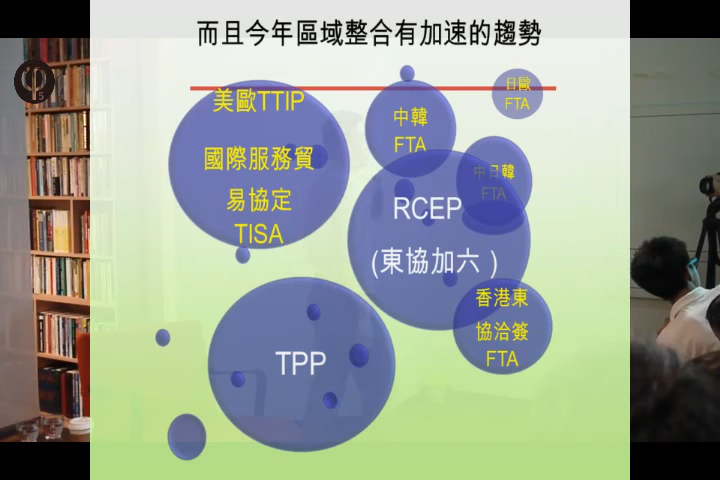 而且今年區域整合有加速的趨勢
美歐TTIP
國際服務貿
易協定
TISA
中韓
FTA
日歐
FTA
中日韓
FTA
RCEP
(東協加六)
香港東
協洽簽
FTA
TPP
φ
5